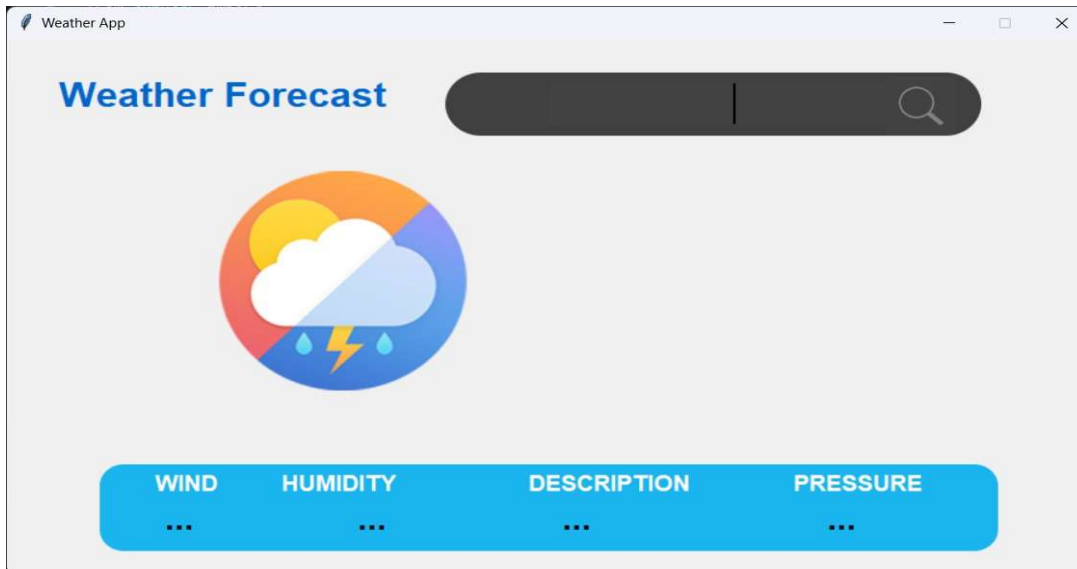 Weather App
Weather Forecast
WIND HUMIDITY DESCRIPTION PRESSURE
... ... ... ...